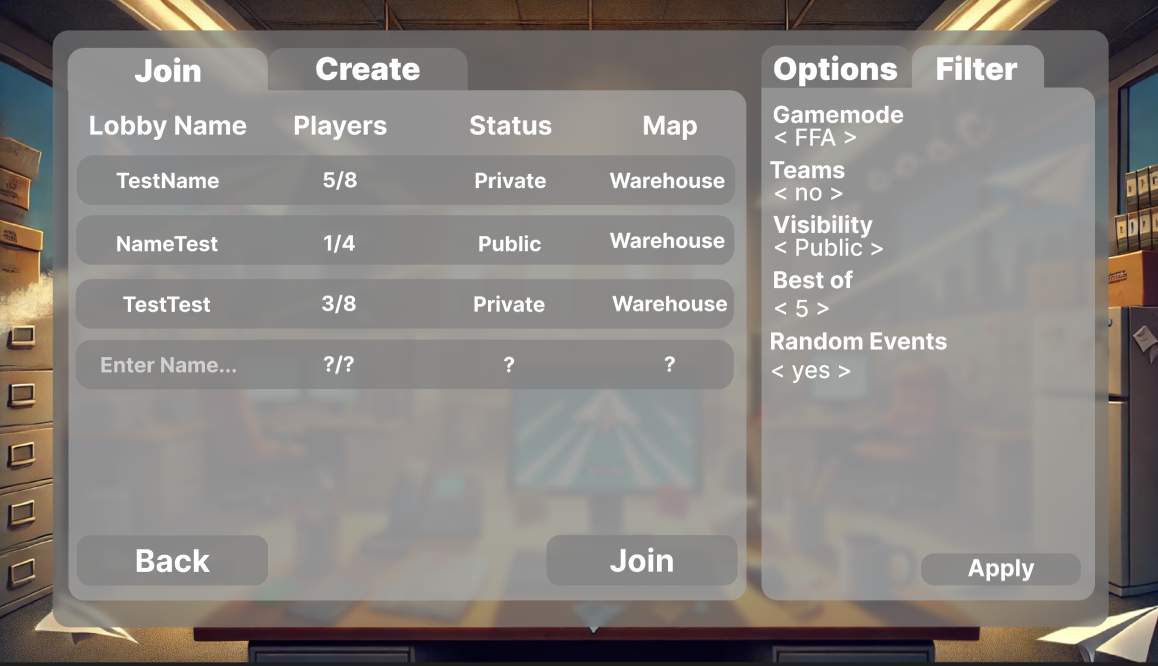 Join Create
Lobby Name Players Status Map
TestName 5/8 Private Warehouse
NameTest 1/4 Public Warehouse
TestTest 3/8 Private Warehouse
Enter Name... ?/? ? ?
Back Join
Options Filter
Gamemode
< FFA >
Teams
< no >
Visibility
< Public >
Best of
< 5 >
Random Events
< yes >
Apply